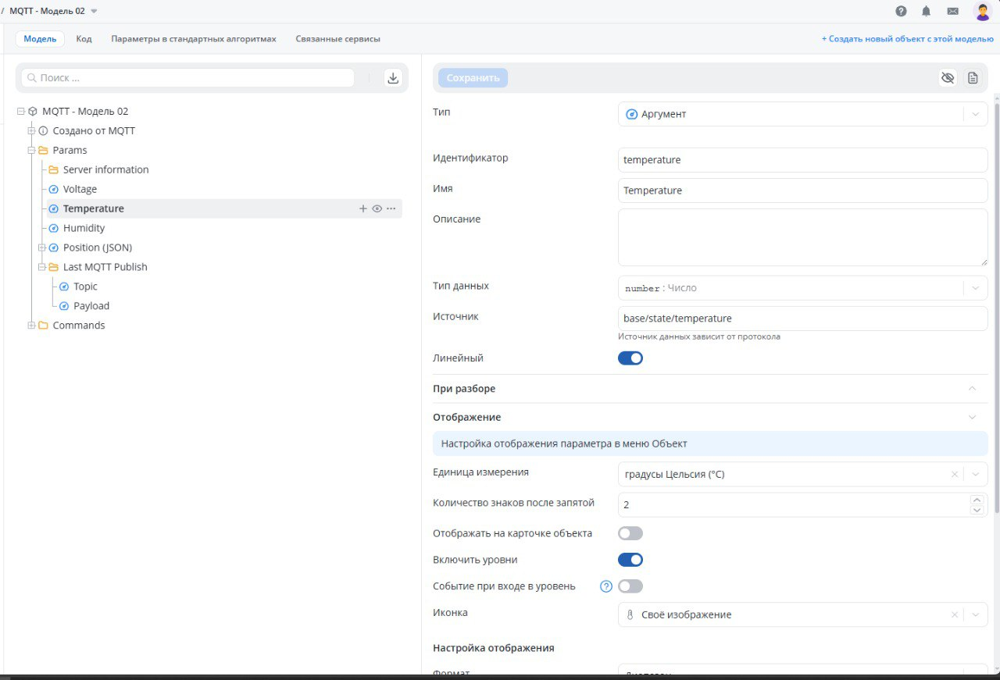 / MQTT - Модель 02
Модель Код Параметры в стандартных алгоритмах Связанные сервисы + Создать новый объект с этой моделью
Поиск ...
MQTT - Модель 02
Создано от MQTT
Params
Server information
Voltage
Temperature
Humidity
Position (JSON)
Last MQTT Publish
Topic
Payload
Commands
Сохранить
Тип Аргумент
Идентификатор temperature
Имя Temperature
Описание
Тип данных number : Число
Источник base/state/temperature
Источник данных зависит от протокола
Линейный
При разборе
Отображение
Настройка отображения параметра в меню Объект
Единица измерения градусы Цельсия (°C)
Количество знаков после запятой 2
Отображать на карточке объекта
Включить уровни
Событие при входе в уровень ?
Иконка Своё изображение
Настройка отображения
Формат